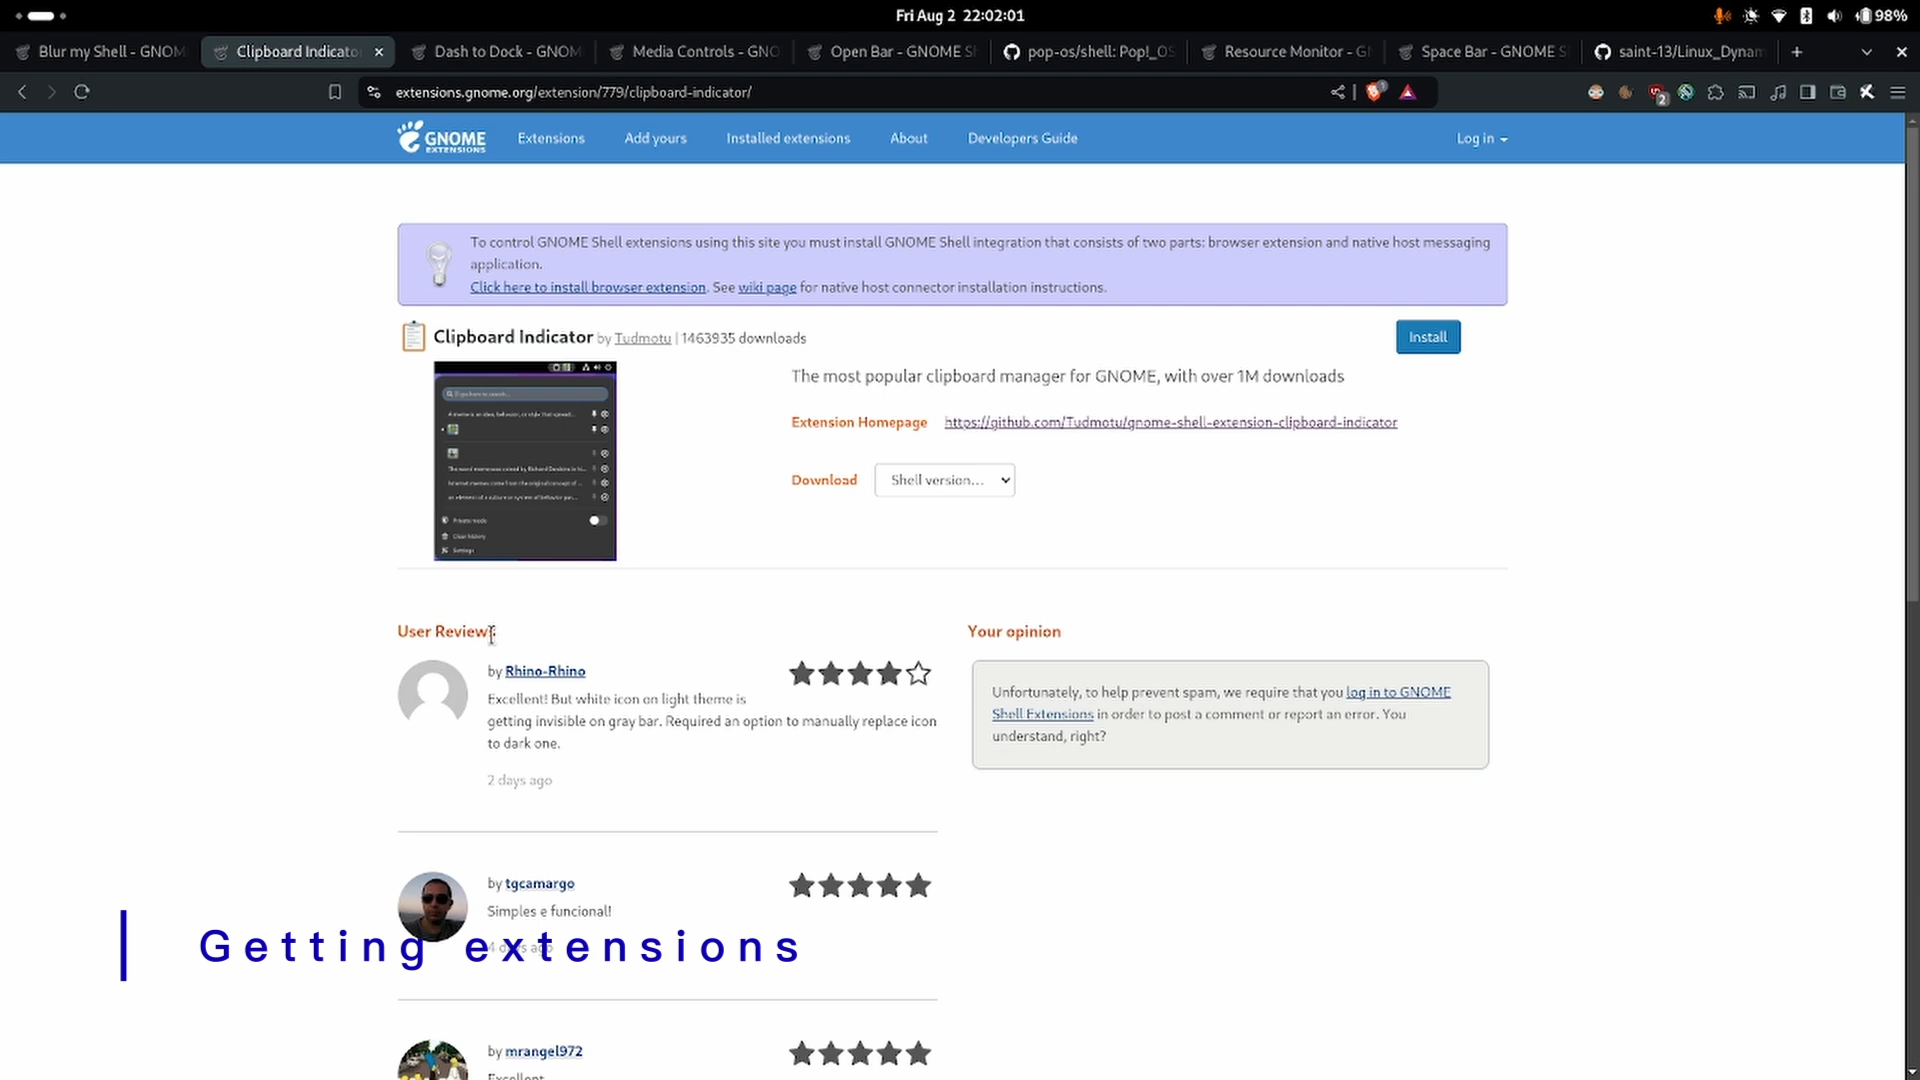 Fri Aug 2 22:02:01
98%
Blur my Shell - GNOM
Clipboard Indicato
Dash to Dock - GNOM
Media Controls - GNO
Open Bar - GNOME S
pop-os/shell: Pop!_OS
Resource Monitor - G
Space Bar - GNOME S
saint-13/Linux_Dynam
extensions.gnome.org/extension/779/clipboard-indicator/
2
GNOME
EXTENSIONS
Extensions
Add yours
Installed extensions
About
Developers Guide
Log in
To control GNOME Shell extensions using this site you must install GNOME Shell integration that consists of two parts: browser extension and native host messaging
application.
Click here to install browser extension. See wiki page for native host connector installation instructions.
Clipboard Indicator by Tudmotu | 1463935 downloads
Install
The most popular clipboard manager for GNOME, with over 1M downloads
Extension Homepage https://github.com/Tudmotu/gnome-shell-extension-clipboard-indicator
Download Shell version...
Private mode
Clear history
Settings
User Reviews
Your opinion
by Rhino-Rhino
Excellent! But white icon on light theme is
getting invisible on gray bar. Required an option to manually replace icon
to dark one.
2 days ago
Unfortunately, to help prevent spam, we require that you log in to GNOME
Shell Extensions in order to post a comment or report an error. You
understand, right?
by tgcamargo
Simples e funcional!
4 days ago
Getting extensions
by mrangel972
Excellent